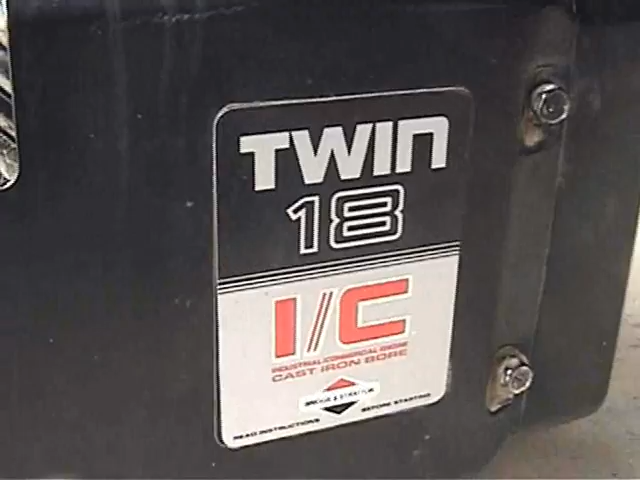 TWIN
18
I/C
INDUSTRIAL/COMMERCIAL ENGINE
CAST IRON BORE
BRIGGS & STRATTON
READ INSTRUCTIONS BEFORE STARTING